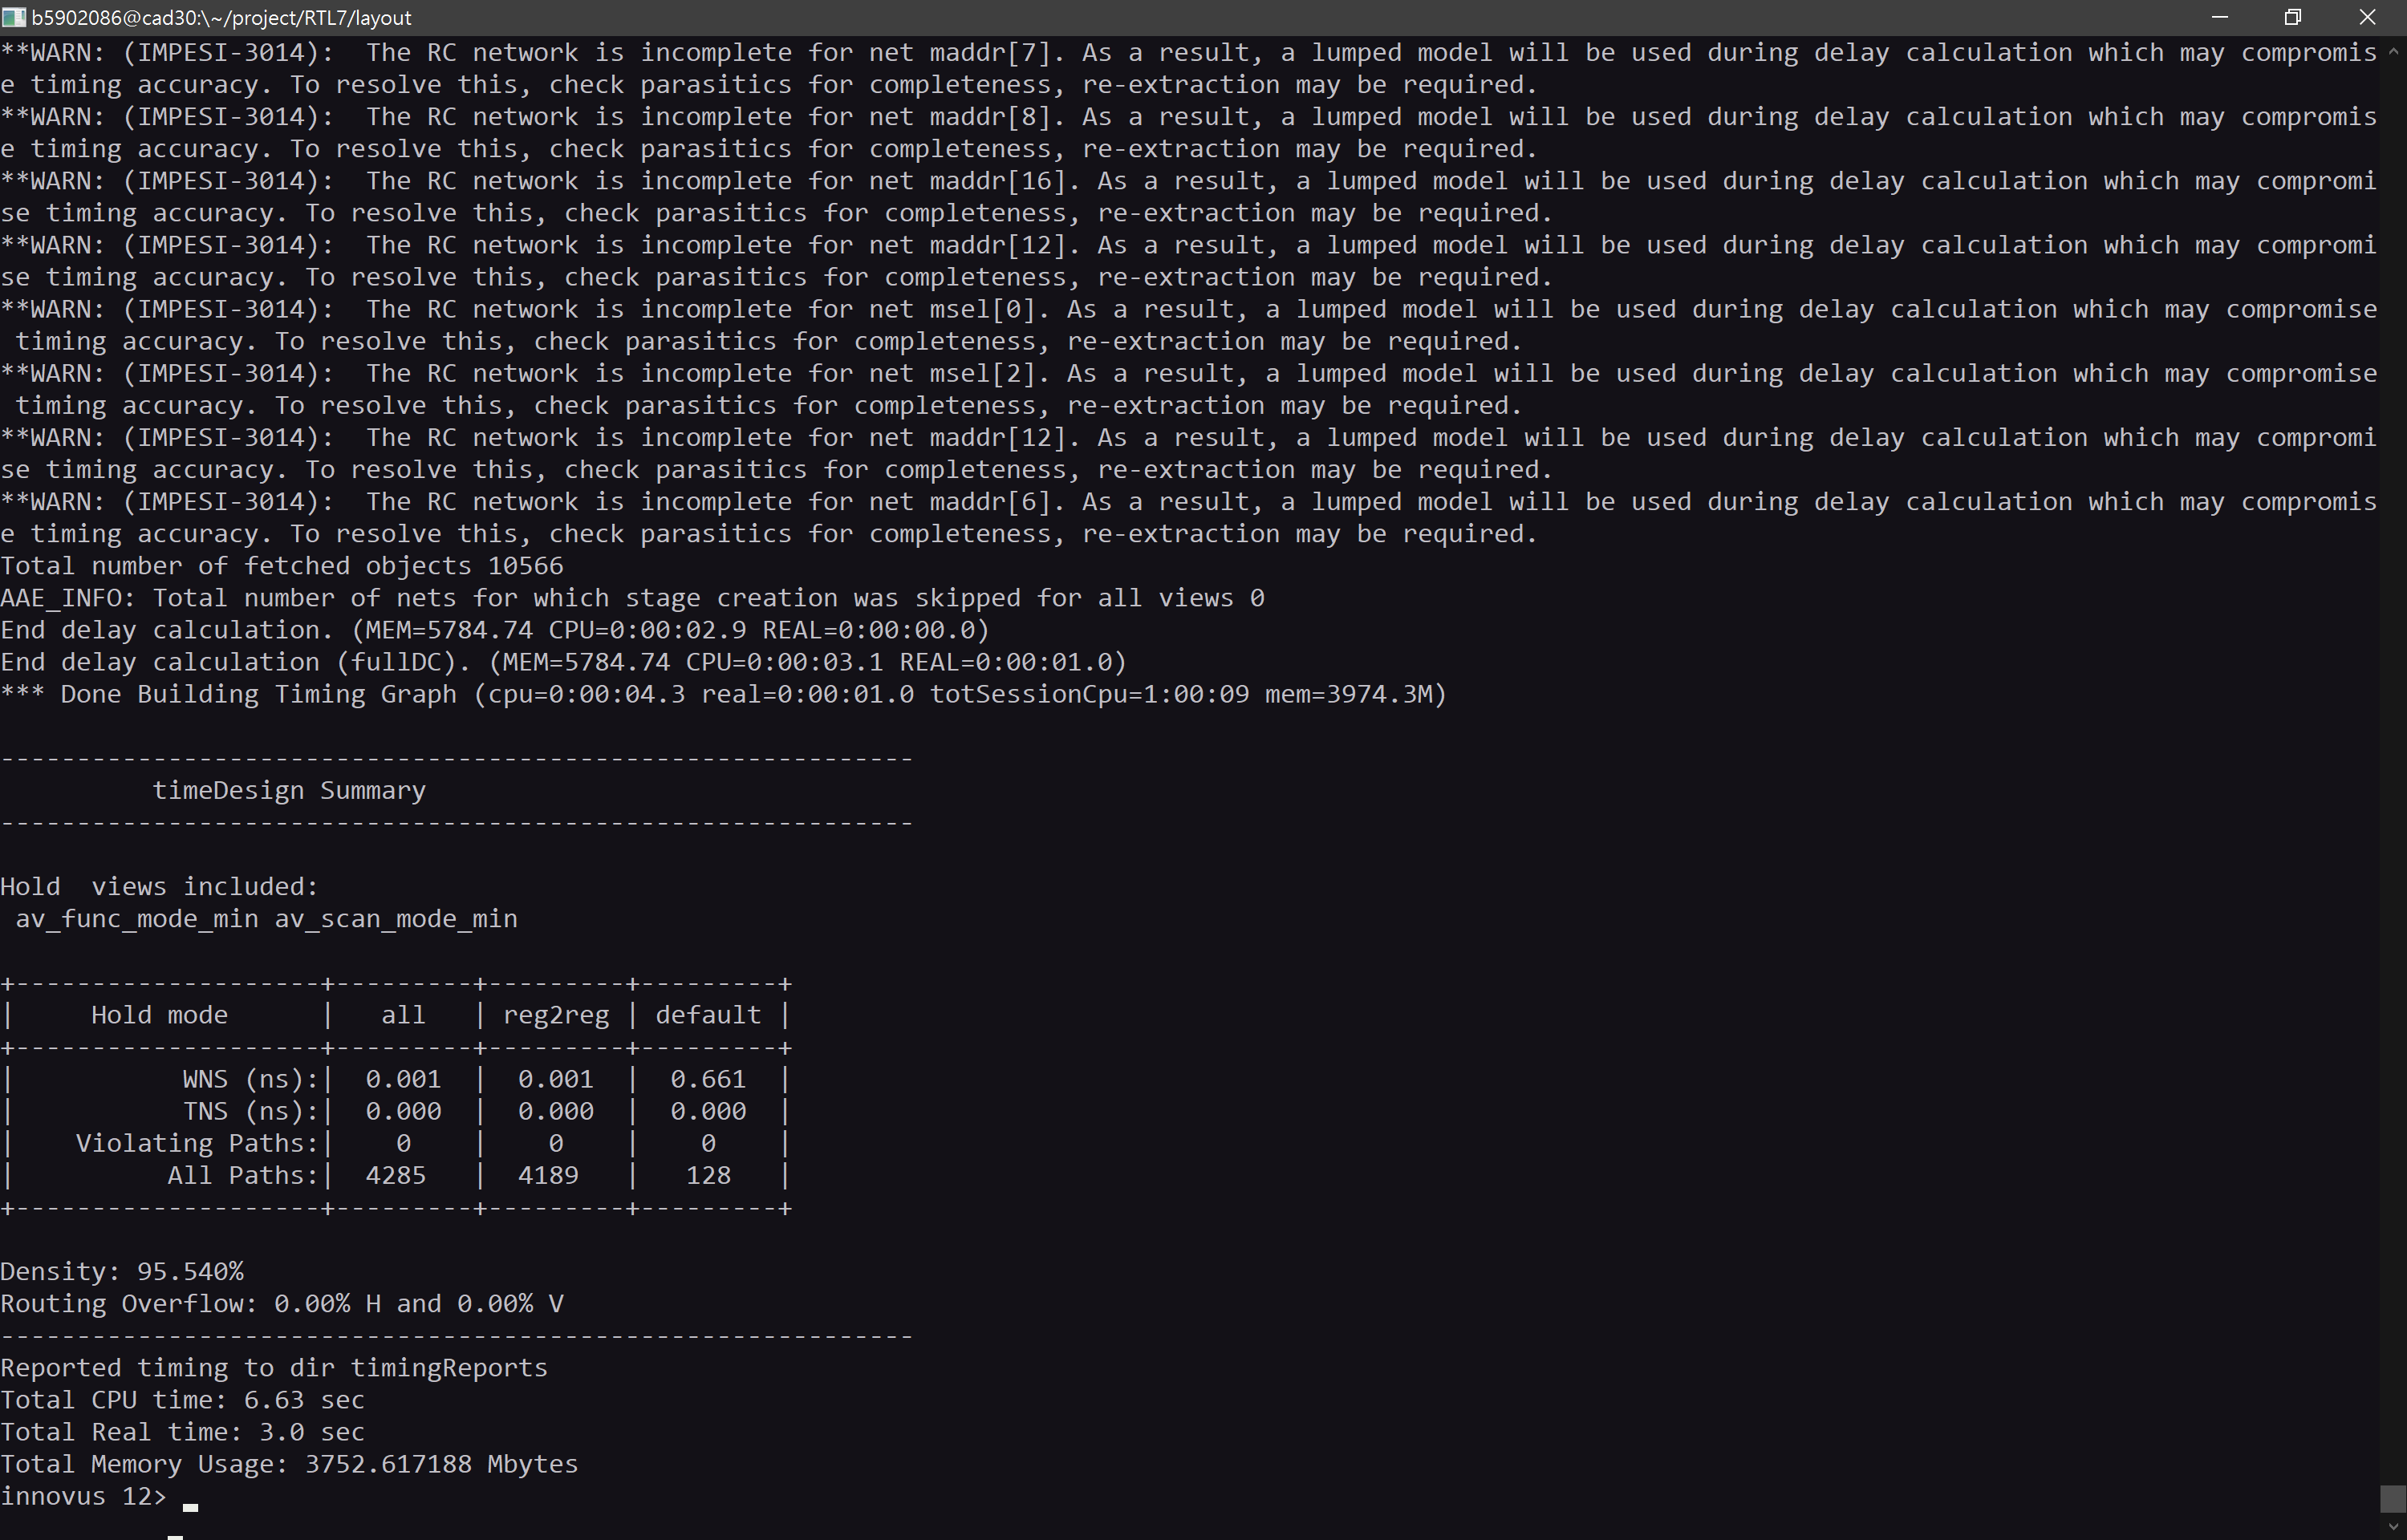 b5902086@cad30:\~/project/RTL7/layout
**WARN: (IMPESI-3014):  The RC network is incomplete for net maddr[7]. As a result, a lumped model will be used during delay calculation which may compromis
e timing accuracy. To resolve this, check parasitics for completeness, re-extraction may be required.
**WARN: (IMPESI-3014):  The RC network is incomplete for net maddr[8]. As a result, a lumped model will be used during delay calculation which may compromis
e timing accuracy. To resolve this, check parasitics for completeness, re-extraction may be required.
**WARN: (IMPESI-3014):  The RC network is incomplete for net maddr[16]. As a result, a lumped model will be used during delay calculation which may compromi
se timing accuracy. To resolve this, check parasitics for completeness, re-extraction may be required.
**WARN: (IMPESI-3014):  The RC network is incomplete for net maddr[12]. As a result, a lumped model will be used during delay calculation which may compromi
se timing accuracy. To resolve this, check parasitics for completeness, re-extraction may be required.
**WARN: (IMPESI-3014):  The RC network is incomplete for net msel[0]. As a result, a lumped model will be used during delay calculation which may compromise
 timing accuracy. To resolve this, check parasitics for completeness, re-extraction may be required.
**WARN: (IMPESI-3014):  The RC network is incomplete for net msel[2]. As a result, a lumped model will be used during delay calculation which may compromise
 timing accuracy. To resolve this, check parasitics for completeness, re-extraction may be required.
**WARN: (IMPESI-3014):  The RC network is incomplete for net maddr[12]. As a result, a lumped model will be used during delay calculation which may compromi
se timing accuracy. To resolve this, check parasitics for completeness, re-extraction may be required.
**WARN: (IMPESI-3014):  The RC network is incomplete for net maddr[6]. As a result, a lumped model will be used during delay calculation which may compromis
e timing accuracy. To resolve this, check parasitics for completeness, re-extraction may be required.
Total number of fetched objects 10566
AAE_INFO: Total number of nets for which stage creation was skipped for all views 0
End delay calculation. (MEM=5784.74 CPU=0:00:02.9 REAL=0:00:00.0)
End delay calculation (fullDC). (MEM=5784.74 CPU=0:00:03.1 REAL=0:00:01.0)
*** Done Building Timing Graph (cpu=0:00:04.3 real=0:00:01.0 totSessionCpu=1:00:09 mem=3974.3M)
------------------------------------------------------------
          timeDesign Summary
------------------------------------------------------------
Hold  views included:
 av_func_mode_min av_scan_mode_min
+--------------------+---------+---------+---------+
|     Hold mode      |   all   | reg2reg | default |
+--------------------+---------+---------+---------+
|           WNS (ns):|  0.001  |  0.001  |  0.661  |
|           TNS (ns):|  0.000  |  0.000  |  0.000  |
|    Violating Paths:|    0    |    0    |    0    |
|          All Paths:|  4285   |  4189   |   128   |
+--------------------+---------+---------+---------+
Density: 95.540%
Routing Overflow: 0.00% H and 0.00% V
------------------------------------------------------------
Reported timing to dir timingReports
Total CPU time: 6.63 sec
Total Real time: 3.0 sec
Total Memory Usage: 3752.617188 Mbytes
innovus 12>